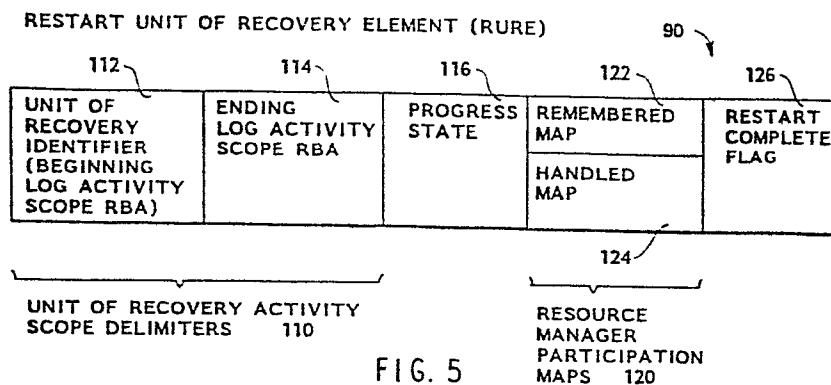 RESTART UNIT OF RECOVERY ELEMENT (RURE)
90
112
114
116
122
126
UNIT OF
RECOVERY
IDENTIFIER
(BEGINNING
LOG ACTIVITY
SCOPE RBA)
ENDING
LOG ACTIVITY
SCOPE RBA
PROGRESS
STATE
REMEMBERED
MAP
HANDLED
MAP
RESTART
COMPLETE
FLAG
124
UNIT OF RECOVERY ACTIVITY
SCOPE DELIMITERS 110
RESOURCE
MANAGER
PARTICIPATION
MAPS 120
FIG. 5